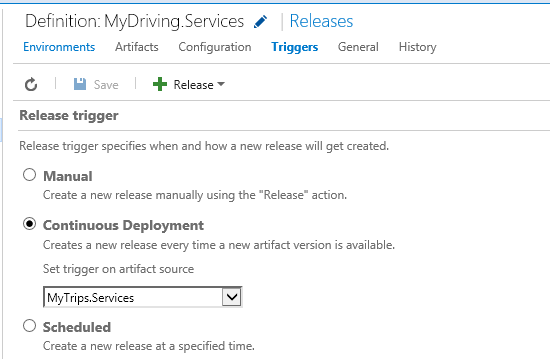 Definition: MyDriving.Services | Releases
Environments Artifacts Configuration Triggers General History
Save Release
Release trigger
Release trigger specifies when and how a new release will get created.
Manual
Create a new release manually using the "Release" action.
Continuous Deployment
Creates a new release every time a new artifact version is available.
Set trigger on artifact source
MyTrips.Services
Scheduled
Create a new release at a specified time.